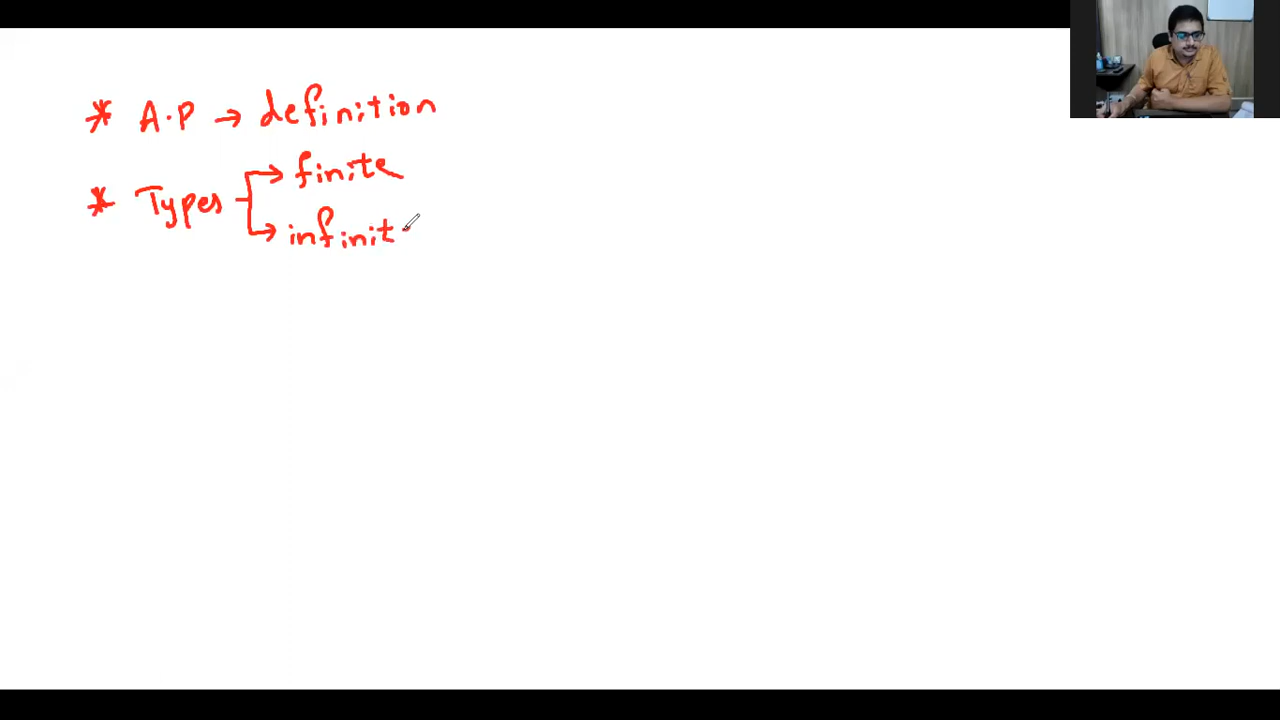 * A.P → definition
* Types → finite
→ infinit